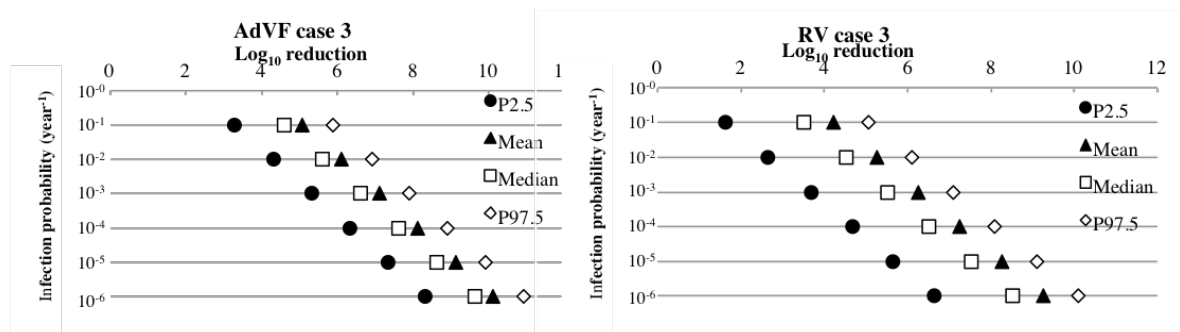 AdVF case 3
Log10 reduction
0 2 4 6 8 10 1
Infection probability (year-1)
10-0
10-1
10-2
10-3
10-4
10-5
10-6
P2.5
Mean
Median
P97.5
RV case 3
Log10 reduction
0 2 4 6 8 10 12
Infection probability (year-1)
10-0
10-1
10-2
10-3
10-4
10-5
10-6
P2.5
Mean
Median
P97.5